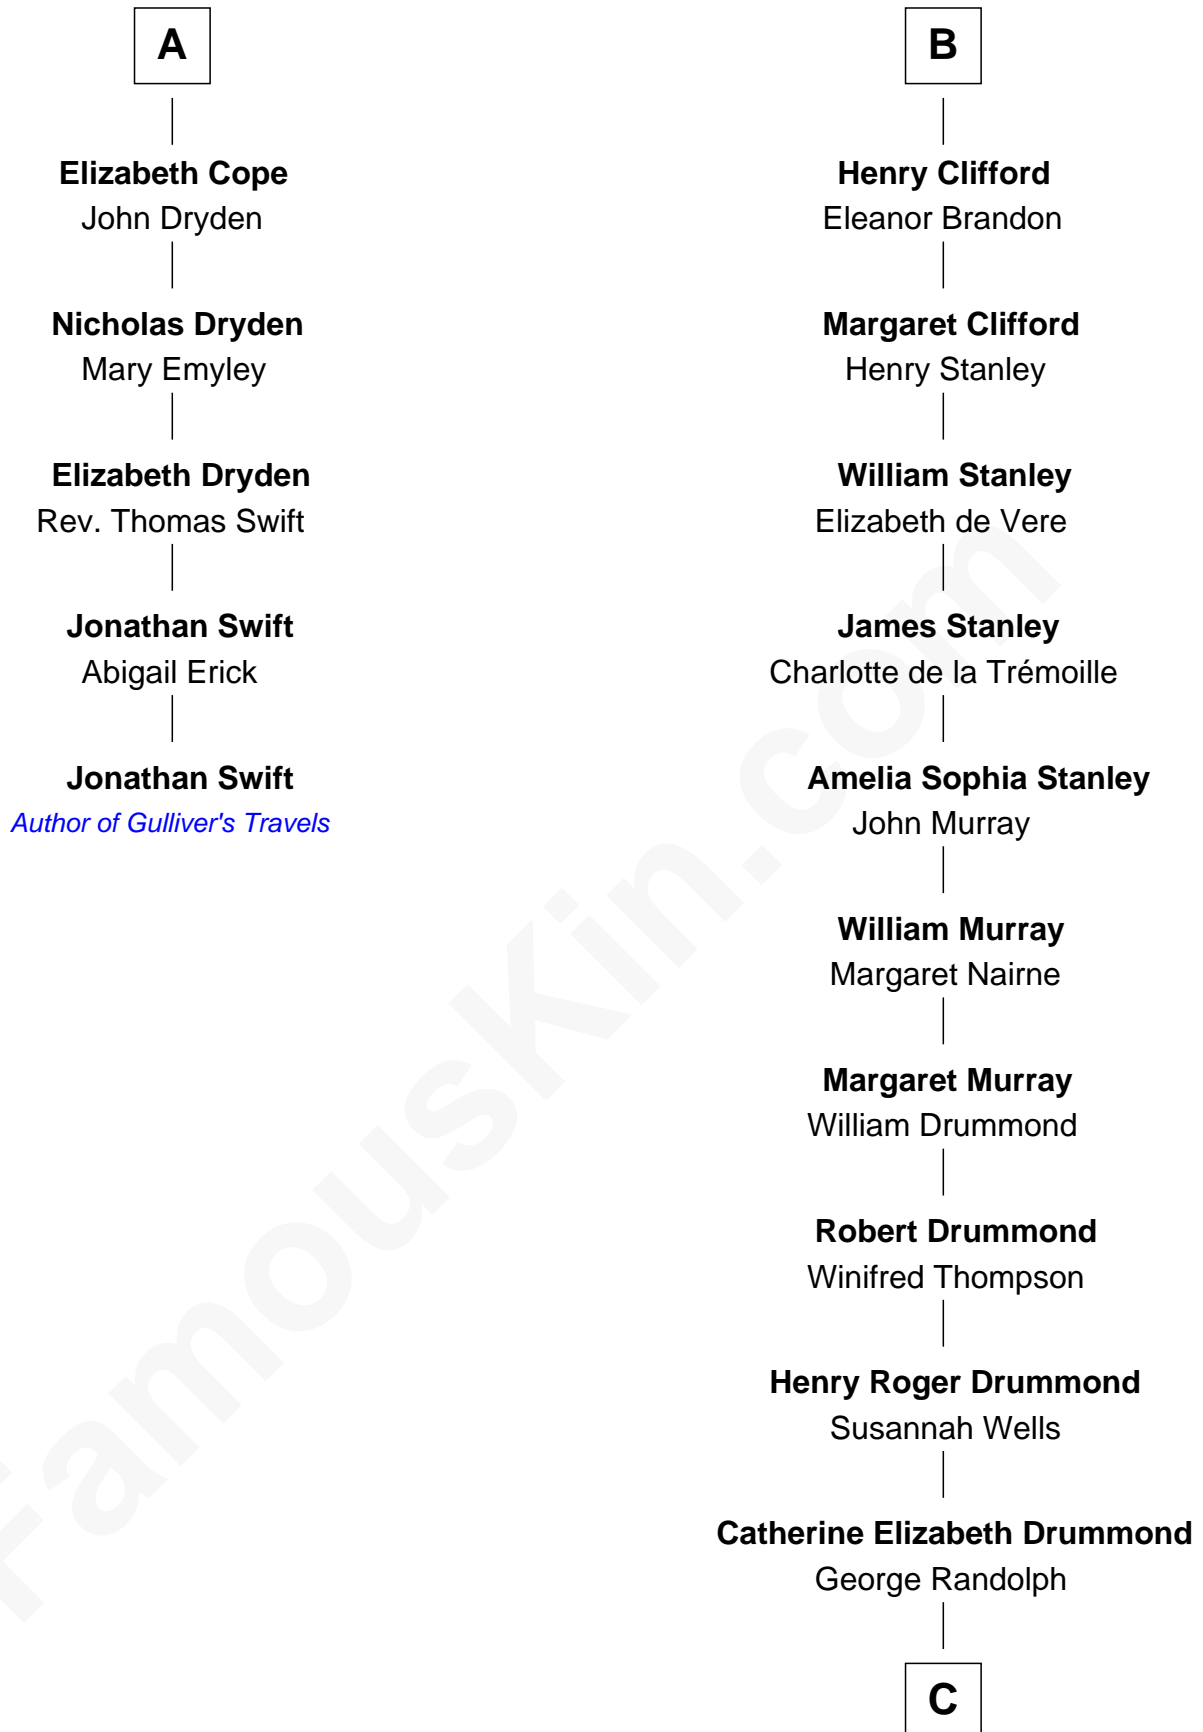 A
Elizabeth Cope
John Dryden
Nicholas Dryden
Mary Emyley
Elizabeth Dryden
Rev. Thomas Swift
Jonathan Swift
Abigail Erick
Jonathan Swift
Author of Gulliver's Travels
B
Henry Clifford
Eleanor Brandon
Margaret Clifford
Henry Stanley
William Stanley
Elizabeth de Vere
James Stanley
Charlotte de la Trémoille
Amelia Sophia Stanley
John Murray
William Murray
Margaret Nairne
Margaret Murray
William Drummond
Robert Drummond
Winifred Thompson
Henry Roger Drummond
Susannah Wells
Catherine Elizabeth Drummond
George Randolph
C
FamousKin.com